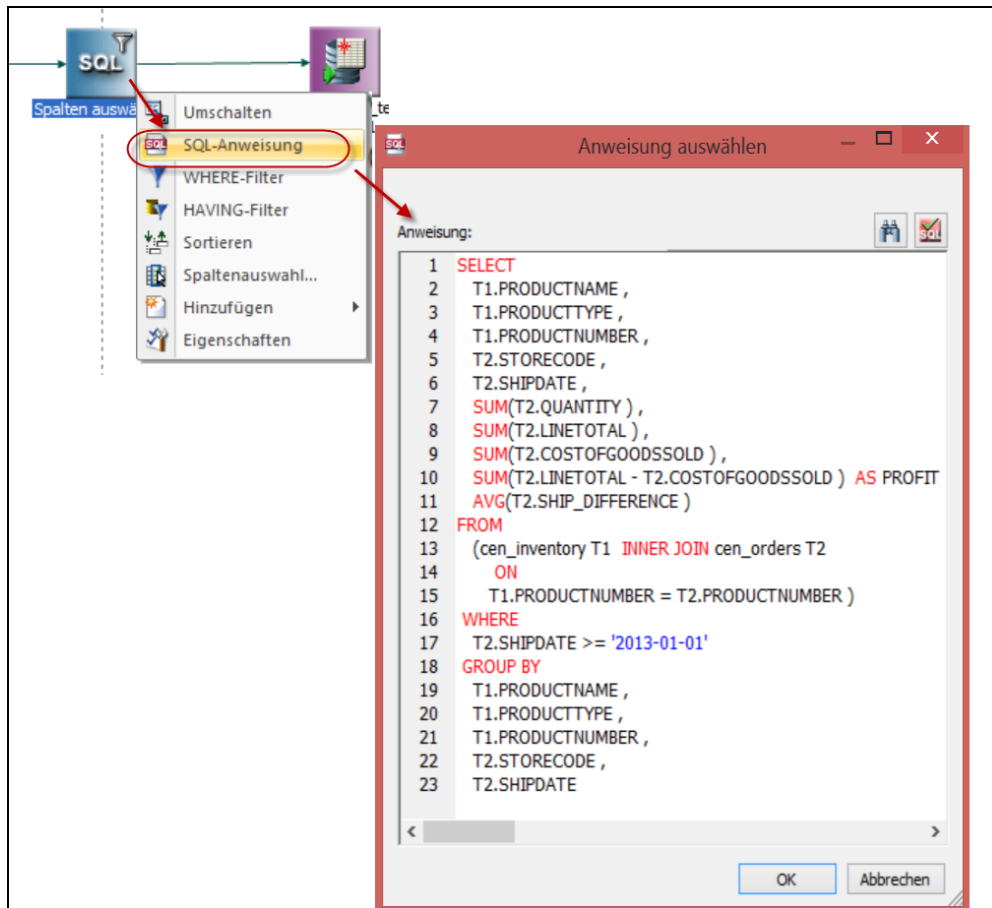 SQL
Spalten auswä
_te
Umschalten
SQL SQL-Anweisung
WHERE-Filter
HAVING-Filter
Sortieren
Spaltenauswahl...
Hinzufügen
Eigenschaften
SQL Anweisung auswählen
Anweisung:
SQL
1 SELECT
2 T1.PRODUCTNAME ,
3 T1.PRODUCTTYPE ,
4 T1.PRODUCTNUMBER ,
5 T2.STORECODE ,
6 T2.SHIPDATE ,
7 SUM(T2.QUANTITY ) ,
8 SUM(T2.LINETOTAL ) ,
9 SUM(T2.COSTOFGOODSSOLD ) ,
10 SUM(T2.LINETOTAL - T2.COSTOFGOODSSOLD ) AS PROFIT
11 AVG(T2.SHIP_DIFFERENCE )
12 FROM
13 (cen_inventory T1 INNER JOIN cen_orders T2
14 ON
15 T1.PRODUCTNUMBER = T2.PRODUCTNUMBER )
16 WHERE
17 T2.SHIPDATE >= '2013-01-01'
18 GROUP BY
19 T1.PRODUCTNAME ,
20 T1.PRODUCTTYPE ,
21 T1.PRODUCTNUMBER ,
22 T2.STORECODE ,
23 T2.SHIPDATE
OK Abbrechen